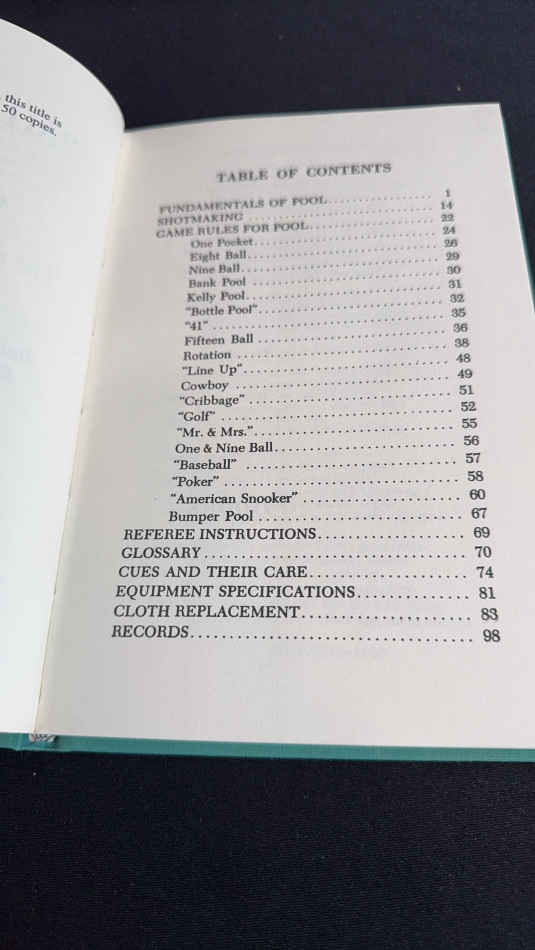 this title is
50 copies.
TABLE OF CONTENTS
FUNDAMENTALS OF POOL . . . . . . . . . . . . . . . . 1
SHOTMAKING . . . . . . . . . . . . . . . . . . . . . . . . . . . 14
GAME RULES FOR POOL . . . . . . . . . . . . . . . . . . 22
One Pocket . . . . . . . . . . . . . . . . . . . . . . . . . . 24
Eight Ball . . . . . . . . . . . . . . . . . . . . . . . . . . . 26
Nine Ball . . . . . . . . . . . . . . . . . . . . . . . . . . . 29
Bank Pool . . . . . . . . . . . . . . . . . . . . . . . . . . 30
Kelly Pool . . . . . . . . . . . . . . . . . . . . . . . . . . 31
"Bottle Pool" . . . . . . . . . . . . . . . . . . . . . . . . 32
"41" . . . . . . . . . . . . . . . . . . . . . . . . . . . . . . . 35
Fifteen Ball . . . . . . . . . . . . . . . . . . . . . . . . . 36
Rotation . . . . . . . . . . . . . . . . . . . . . . . . . . . . 38
"Line Up" . . . . . . . . . . . . . . . . . . . . . . . . . . . 48
Cowboy . . . . . . . . . . . . . . . . . . . . . . . . . . . . 49
"Cribbage" . . . . . . . . . . . . . . . . . . . . . . . . . . 51
"Golf" . . . . . . . . . . . . . . . . . . . . . . . . . . . . . . 52
"Mr. & Mrs." . . . . . . . . . . . . . . . . . . . . . . . . . 55
One & Nine Ball . . . . . . . . . . . . . . . . . . . . . . 56
"Baseball" . . . . . . . . . . . . . . . . . . . . . . . . . . 57
"Poker" . . . . . . . . . . . . . . . . . . . . . . . . . . . . . 58
"American Snooker" . . . . . . . . . . . . . . . . . . . 60
Bumper Pool . . . . . . . . . . . . . . . . . . . . . . . . . 67
REFEREE INSTRUCTIONS . . . . . . . . . . . . . . . . . . 69
GLOSSARY . . . . . . . . . . . . . . . . . . . . . . . . . . . . . . 70
CUES AND THEIR CARE . . . . . . . . . . . . . . . . . . . 74
EQUIPMENT SPECIFICATIONS . . . . . . . . . . . . . 81
CLOTH REPLACEMENT . . . . . . . . . . . . . . . . . . . . 83
RECORDS . . . . . . . . . . . . . . . . . . . . . . . . . . . . . . . . 98